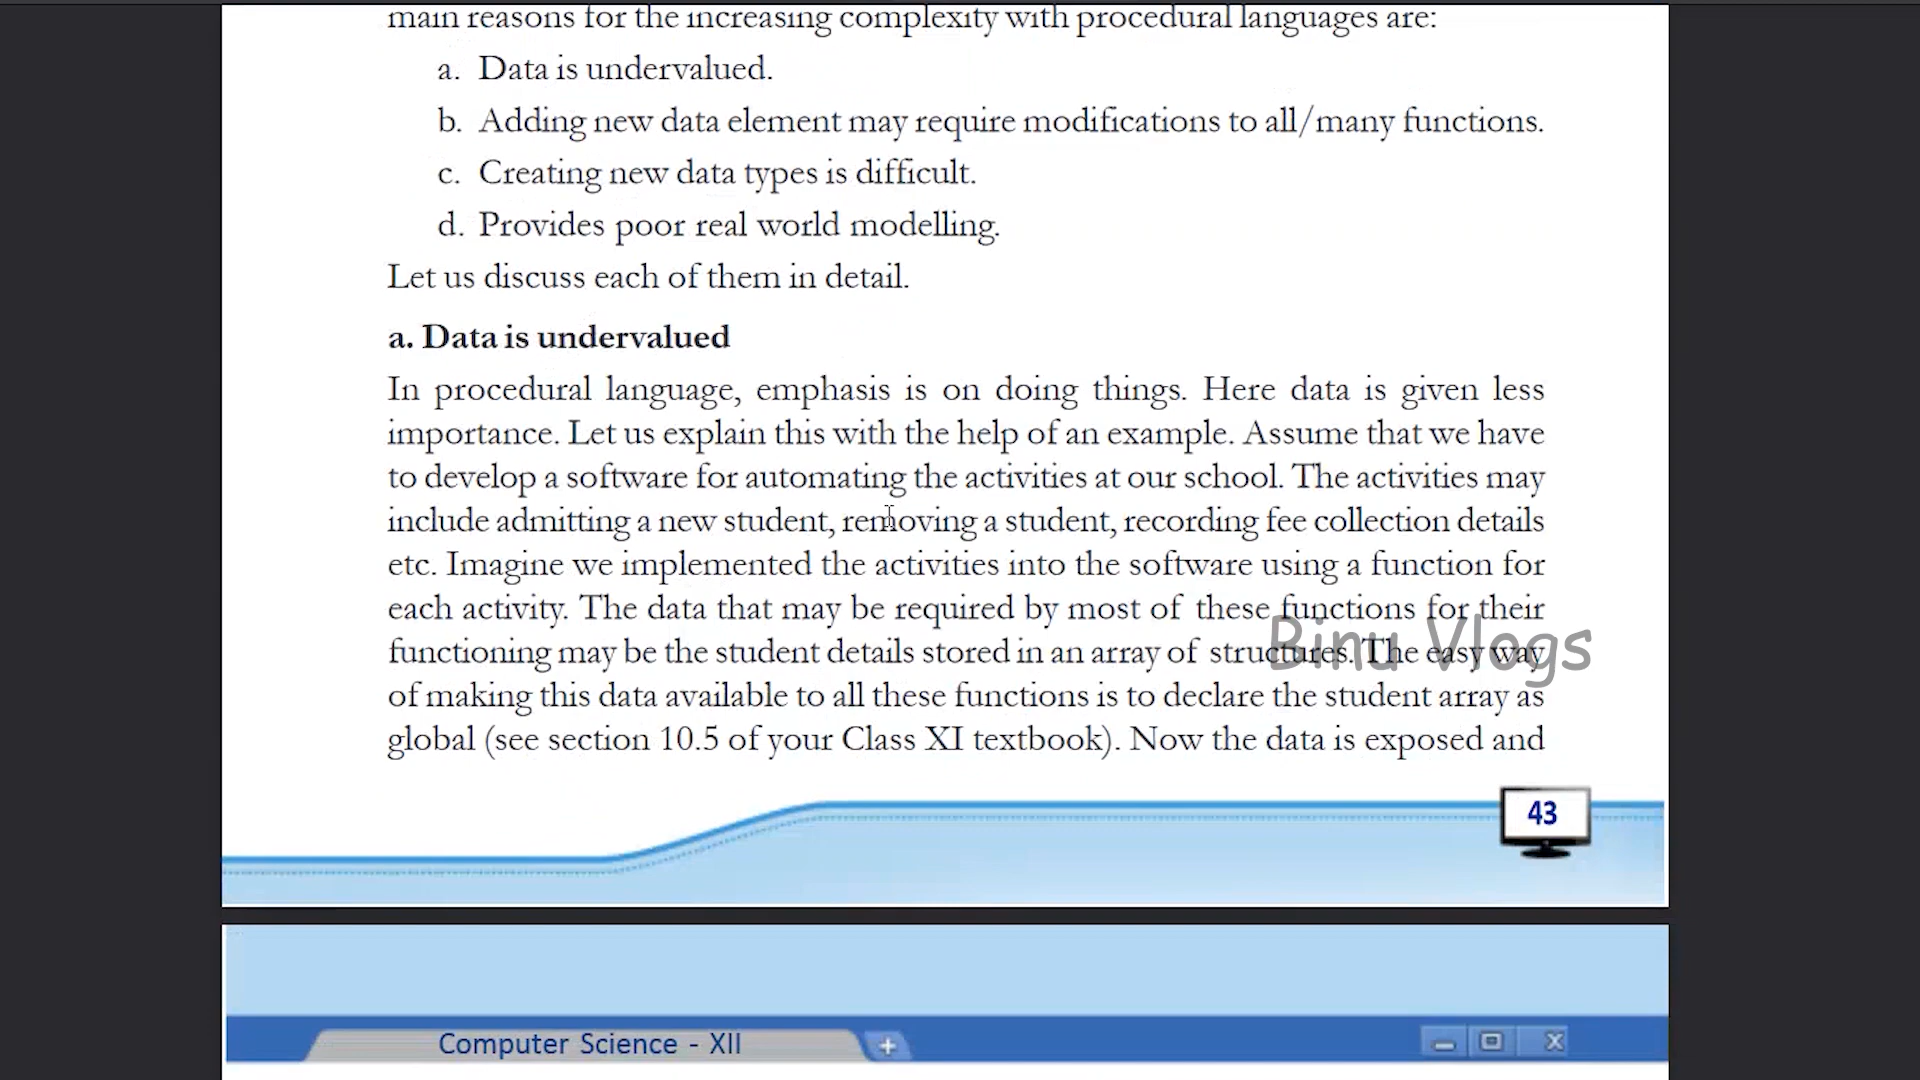 main reasons for the increasing complexity with procedural languages are:
a. Data is undervalued.
b. Adding new data element may require modifications to all/many functions.
c. Creating new data types is difficult.
d. Provides poor real world modelling.
Let us discuss each of them in detail.
a. Data is undervalued
In procedural language, emphasis is on doing things. Here data is given less
importance. Let us explain this with the help of an example. Assume that we have
to develop a software for automating the activities at our school. The activities may
include admitting a new student, removing a student, recording fee collection details
etc. Imagine we implemented the activities into the software using a function for
each activity. The data that may be required by most of these functions for their
functioning may be the student details stored in an array of structures. The easy way
of making this data available to all these functions is to declare the student array as
global (see section 10.5 of your Class XI textbook). Now the data is exposed and
Binu Vlogs
43
Computer Science - XII